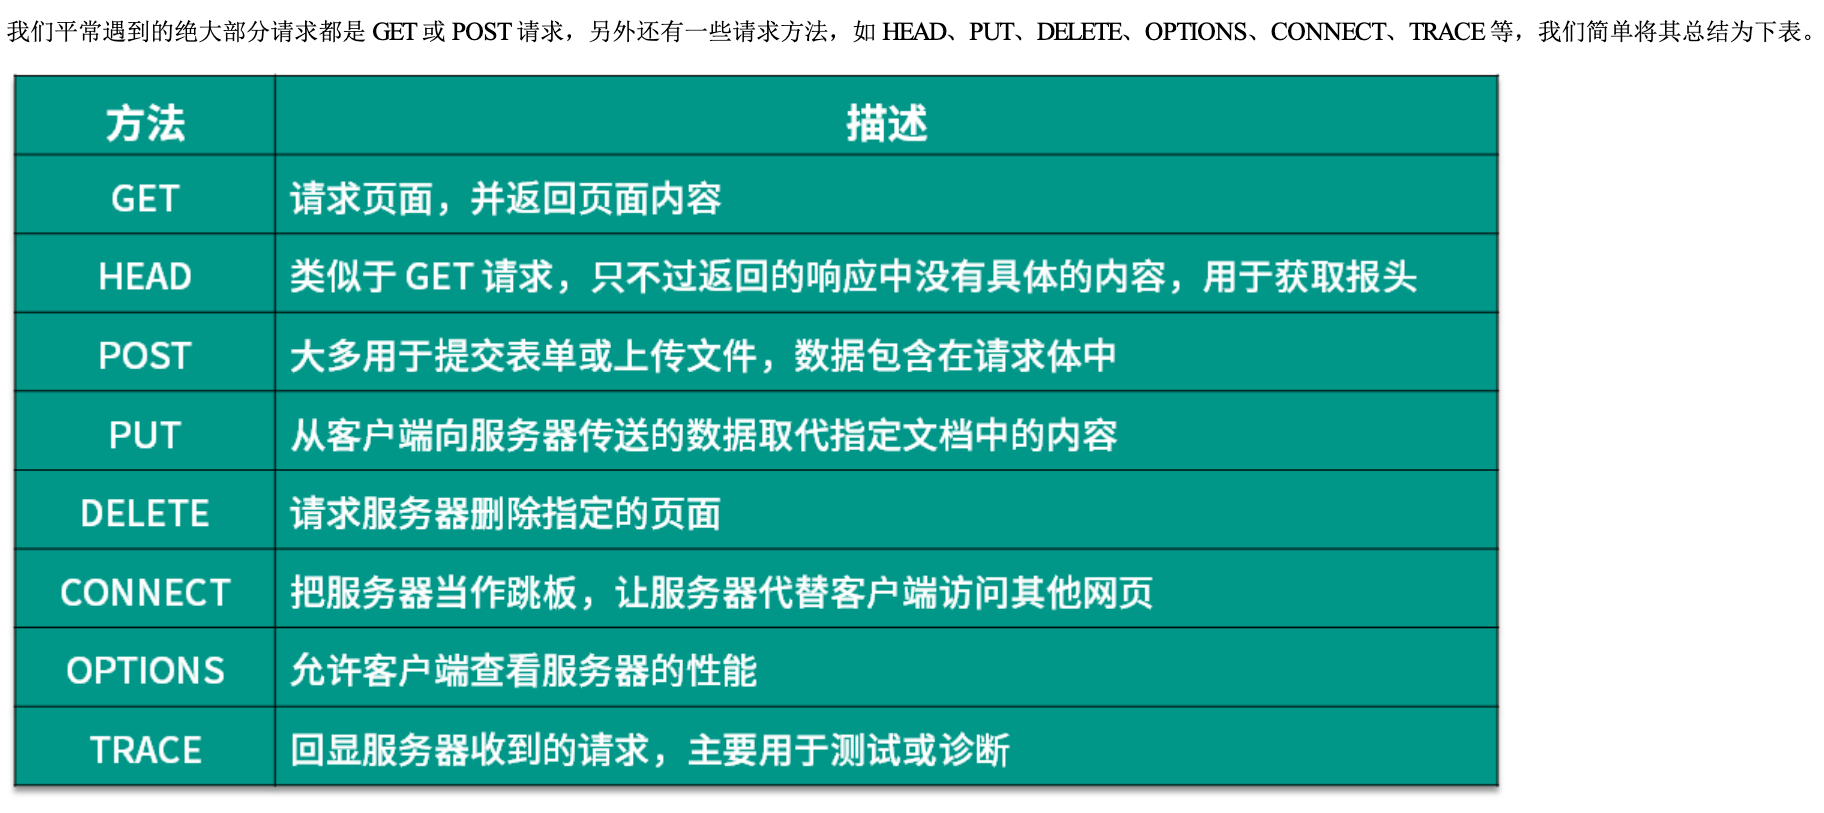 我们平常遇到的绝大部分请求都是 GET 或 POST 请求，另外还有一些请求方法，如 HEAD、PUT、DELETE、OPTIONS、CONNECT、TRACE 等，我们简单将其总结为下表。
方法 描述
GET 请求页面，并返回页面内容
HEAD 类似于 GET 请求，只不过返回的响应中没有具体的内容，用于获取报头
POST 大多用于提交表单或上传文件，数据包含在请求体中
PUT 从客户端向服务器传送的数据取代指定文档中的内容
DELETE 请求服务器删除指定的页面
CONNECT 把服务器当作跳板，让服务器代替客户端访问其他网页
OPTIONS 允许客户端查看服务器的性能
TRACE 回显服务器收到的请求，主要用于测试或诊断